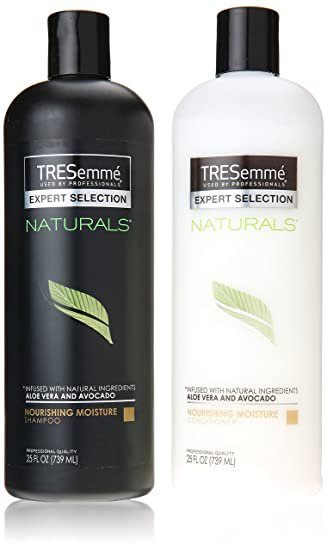 TRESemmé
USED BY PROFESSIONALS
EXPERT SELECTION
NATURALS*
*INFUSED WITH NATURAL INGREDIENTS
ALOE VERA AND AVOCADO
NOURISHING MOISTURE
SHAMPOO
PROFESSIONAL QUALITY
25 FL OZ (739 ML)
TRESemmé
USED BY PROFESSIONALS
EXPERT SELECTION
NATURALS*
*INFUSED WITH NATURAL INGREDIENTS
ALOE VERA AND AVOCADO
NOURISHING MOISTURE
CONDITIONER
PROFESSIONAL QUALITY
25 FL OZ (739 ML)